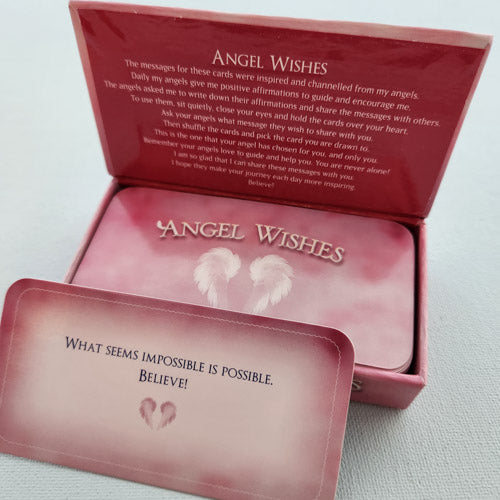 ANGEL WISHES
The messages for these cards were inspired and channelled from my angels.
Daily my angels give me positive affirmations to guide and encourage me.
The angels asked me to write down their affirmations and share the messages with others.
To use them, sit quietly, close your eyes and hold the cards over your heart.
Ask your angels what message they wish to share with you.
Then shuffle the cards and pick the card you are drawn to.
This is the one that your angel has chosen for you, and only you.
Remember your angels love to guide and help you. You are never alone!
I am so glad that I can share these messages with you.
I hope they make your journey each day more inspiring.
Believe!
ANGEL WISHES
WHAT SEEMS IMPOSSIBLE IS POSSIBLE.
BELIEVE!